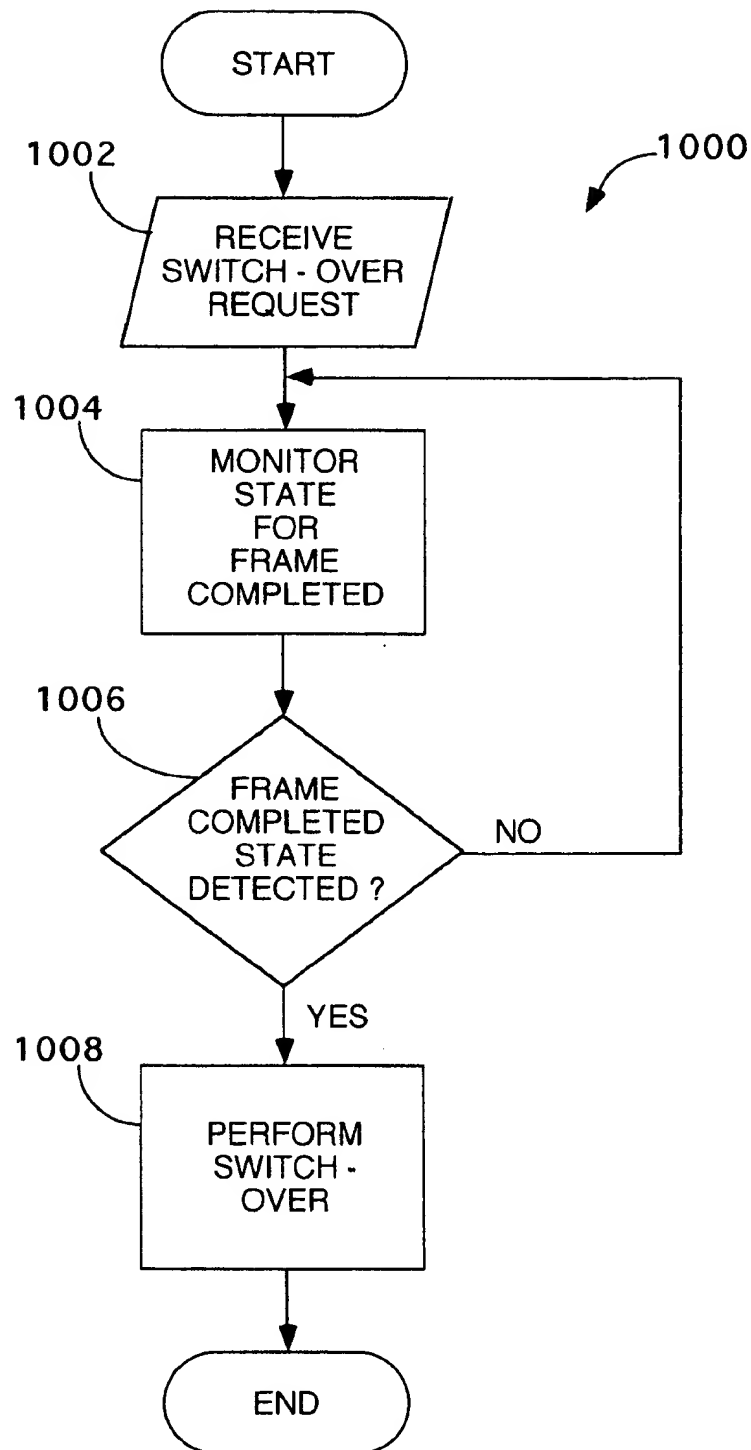 START
1002
1000
RECEIVE
SWITCH - OVER
REQUEST
1004
MONITOR
STATE
FOR
FRAME
COMPLETED
1006
FRAME
COMPLETED
STATE
DETECTED ?
NO
YES
1008
PERFORM
SWITCH -
OVER
END